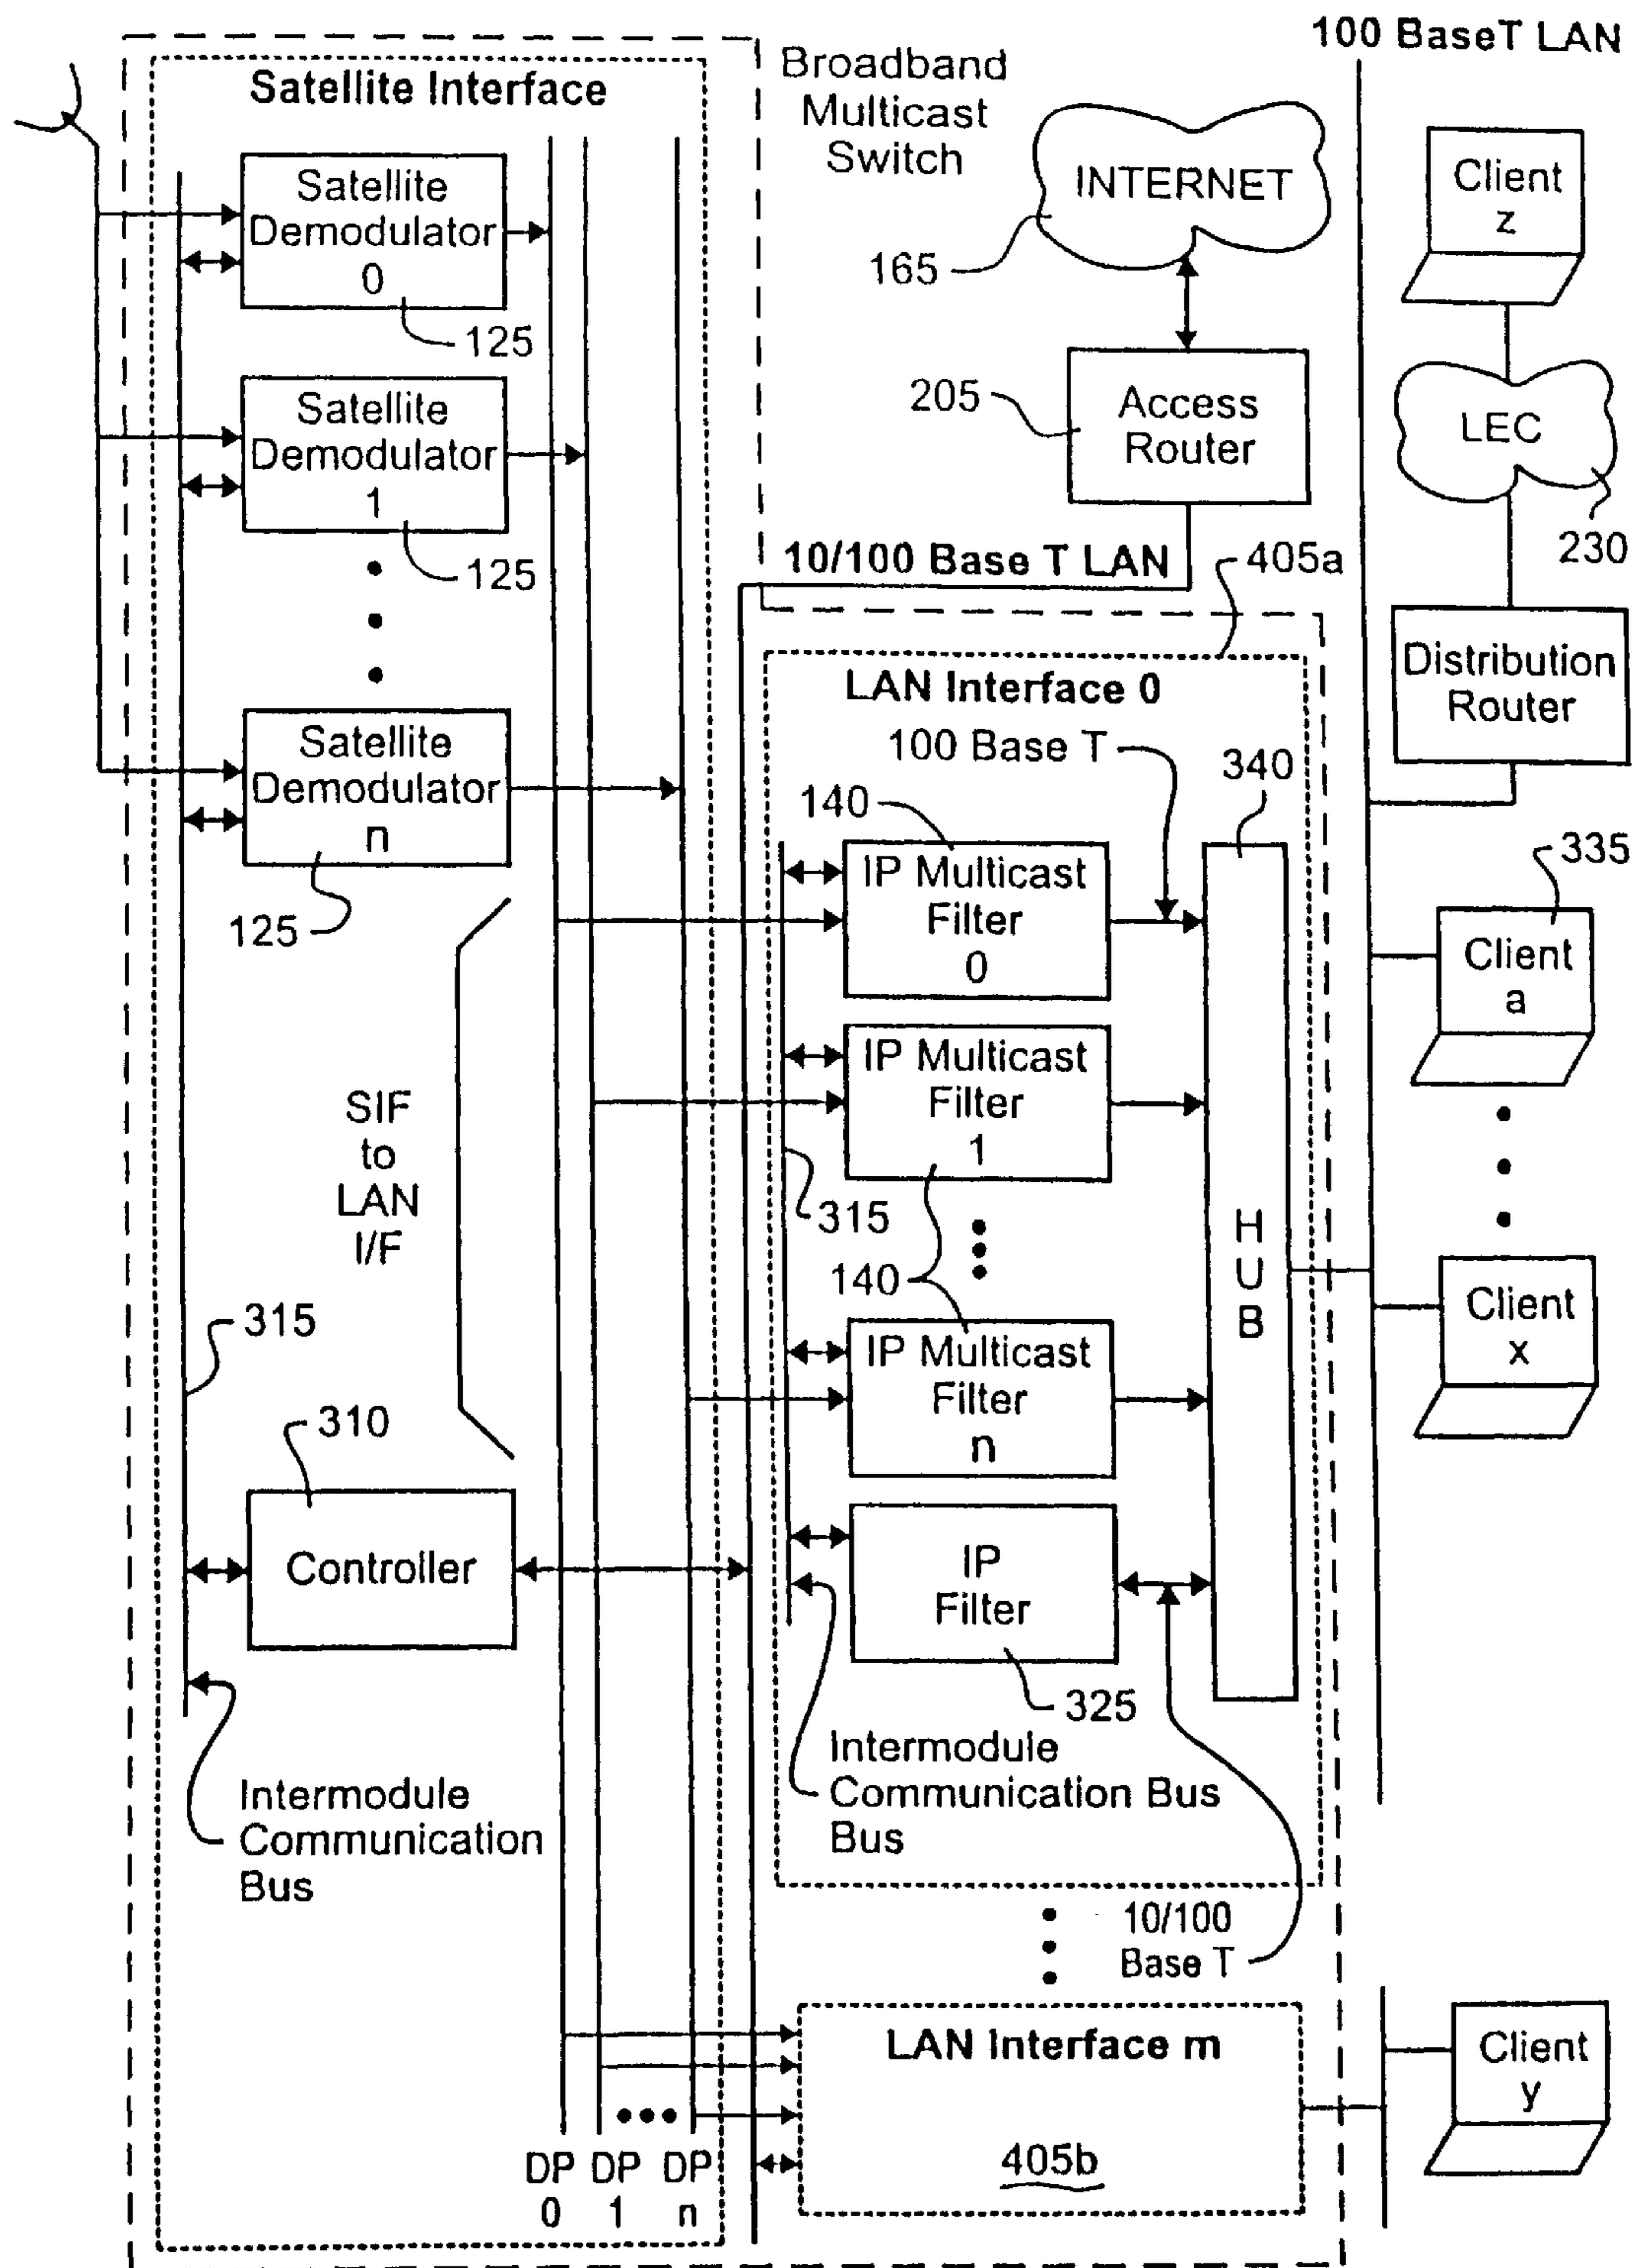 100 BaseT LAN
Satellite Interface
Broadband
Multicast
Switch
Satellite
Demodulator
0
125
INTERNET
165
Client
z
Satellite
Demodulator
1
125
205
Access
Router
LEC
230
10/100 Base T LAN
405a
Distribution
Router
Satellite
Demodulator
n
125
LAN Interface 0
100 Base T
340
140
IP Multicast
Filter
0
335
Client
a
IP Multicast
Filter
1
315
140
SIF
to
LAN
I/F
H
U
B
Client
x
IP Multicast
Filter
n
315
310
Controller
IP
Filter
325
Intermodule
Communication Bus
Bus
Intermodule
Communication
Bus
10/100
Base T
LAN Interface m
405b
Client
y
DP DP DP
0 1 n